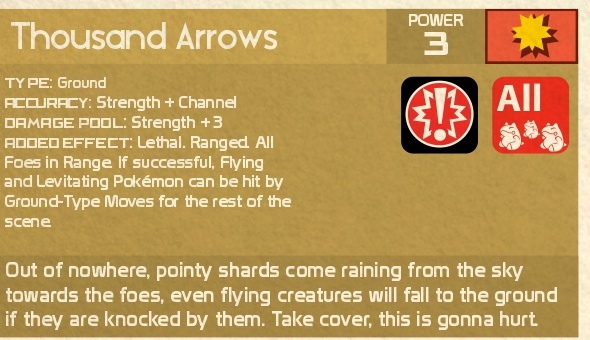 Thousand Arrows
POWER
3
TYPE: Ground
ACCURACY: Strength + Channel
DAMAGE POOL: Strength +3
ADDED EFFECT: Lethal. Ranged. All
Foes in Range. If successful, Flying
and Levitating Pokémon can be hit by
Ground-Type Moves for the rest of the
scene.
All
Out of nowhere, pointy shards come raining from the sky
towards the foes, even flying creatures will fall to the ground
if they are knocked by them. Take cover, this is gonna hurt.